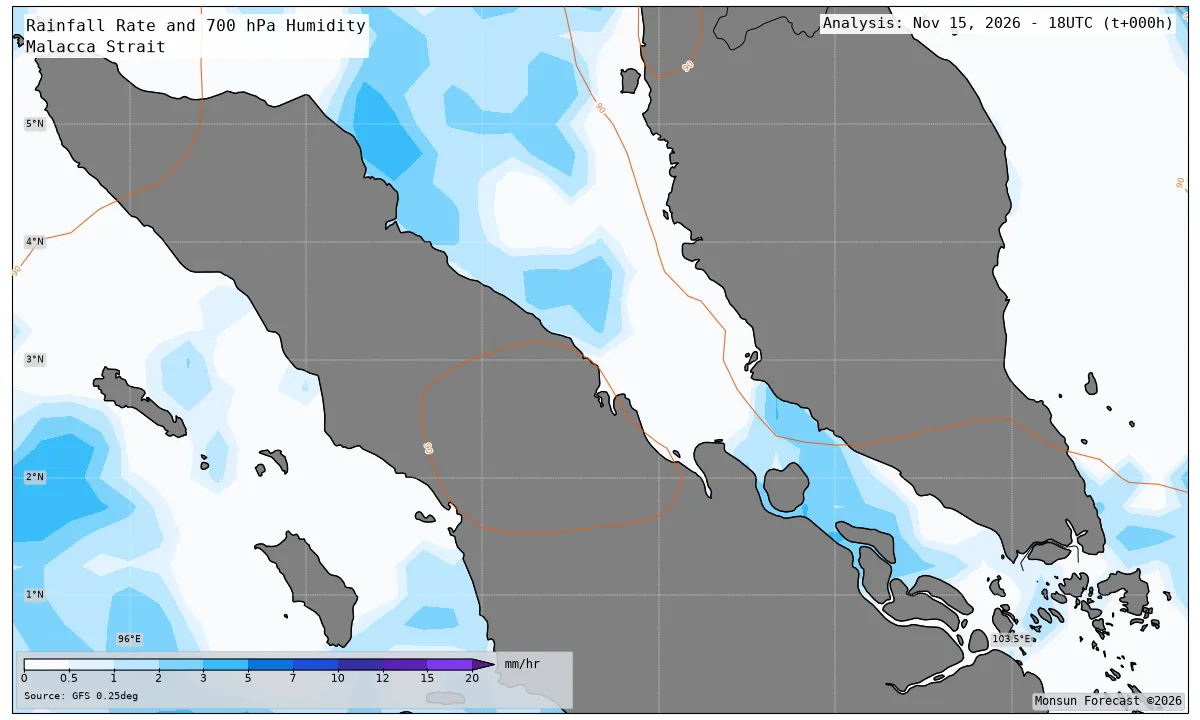 Rainfall Rate and 700 hPa Humidity
Malacca Strait
Analysis: Nov 15, 2026 - 18UTC (t+000h)
90
90
90
5°N
4°N
90
3°N
90
2°N
1°N
96°E
103.5°E
0 0.5 1 2 3 5 7 10 12 15 20
mm/hr
Source: GFS 0.25deg
Monsun Forecast ©2026